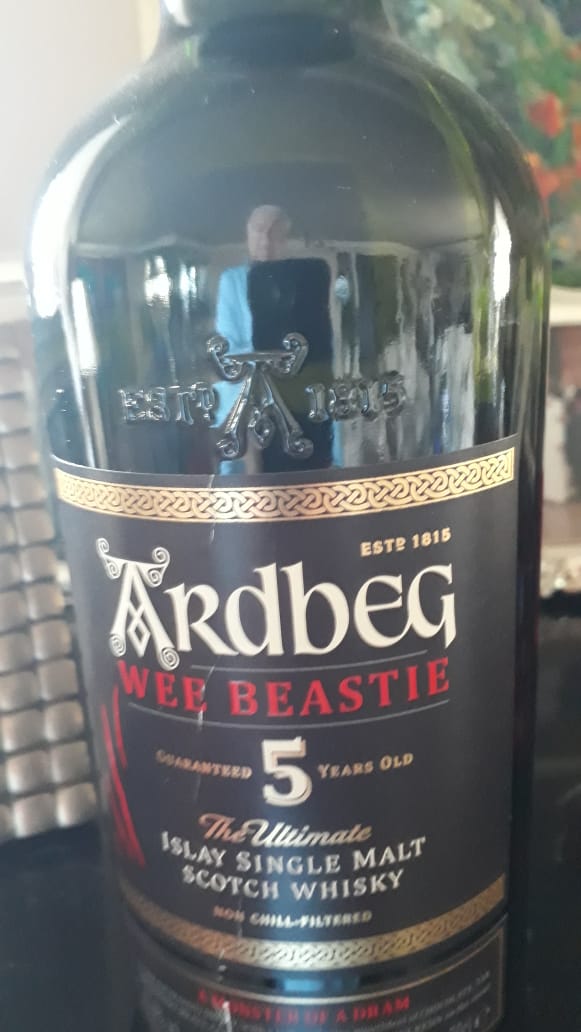 ESTD 1815
ESTD 1815
ARDBEG
WEE BEASTIE
GUARANTEED 5 YEARS OLD
The Ultimate
ISLAY SINGLE MALT
SCOTCH WHISKY
NON CHILL-FILTERED
A MONSTER OF A DRAM